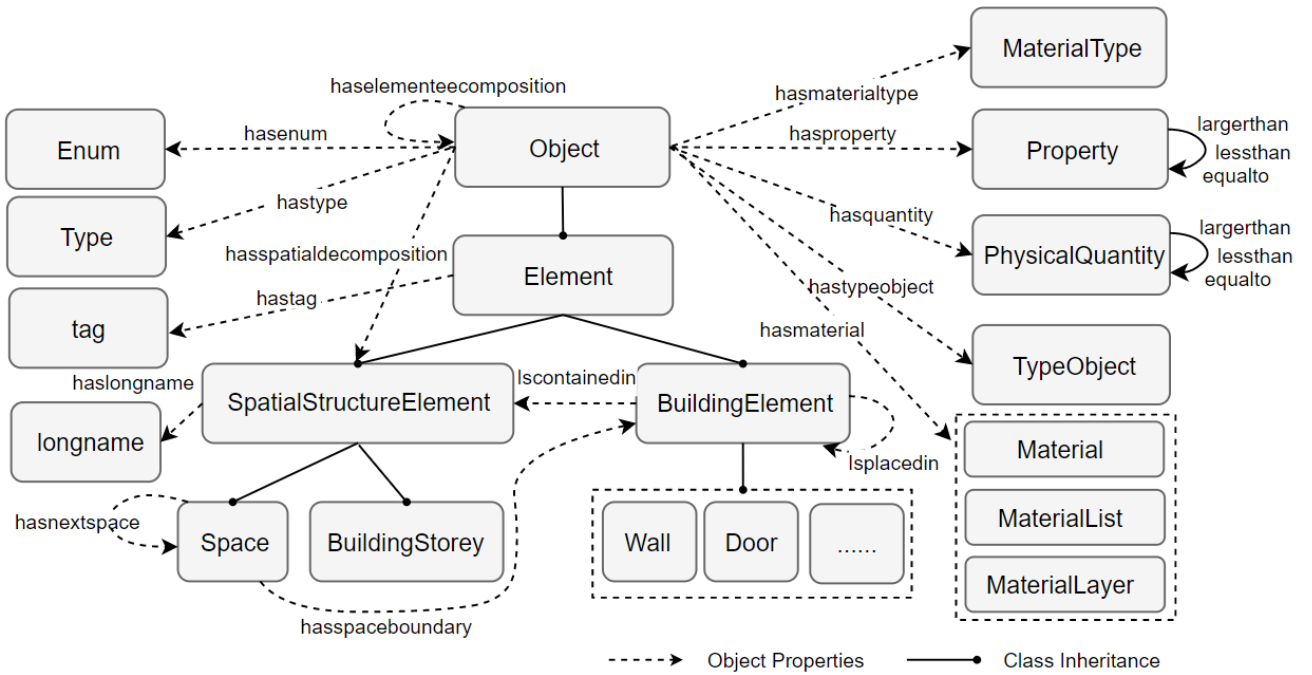 MaterialType
haselementeecomposition
hasmaterialtype
Enum
hasenum
Object
hasproperty
Property
largerthan
lessthan
equalto
Type
hastype
hasquantity
PhysicalQuantity
largerthan
lessthan
equalto
hasspatialdecomposition
Element
hastypeobject
tag
hastag
hasmaterial
TypeObject
haslongname
SpatialStructureElement
Iscontainedin
BuildingElement
longname
Isplacedin
Material
hasnextspace
Space
BuildingStorey
Wall
Door
......
MaterialList
MaterialLayer
hasspaceboundary
Object Properties
Class Inheritance